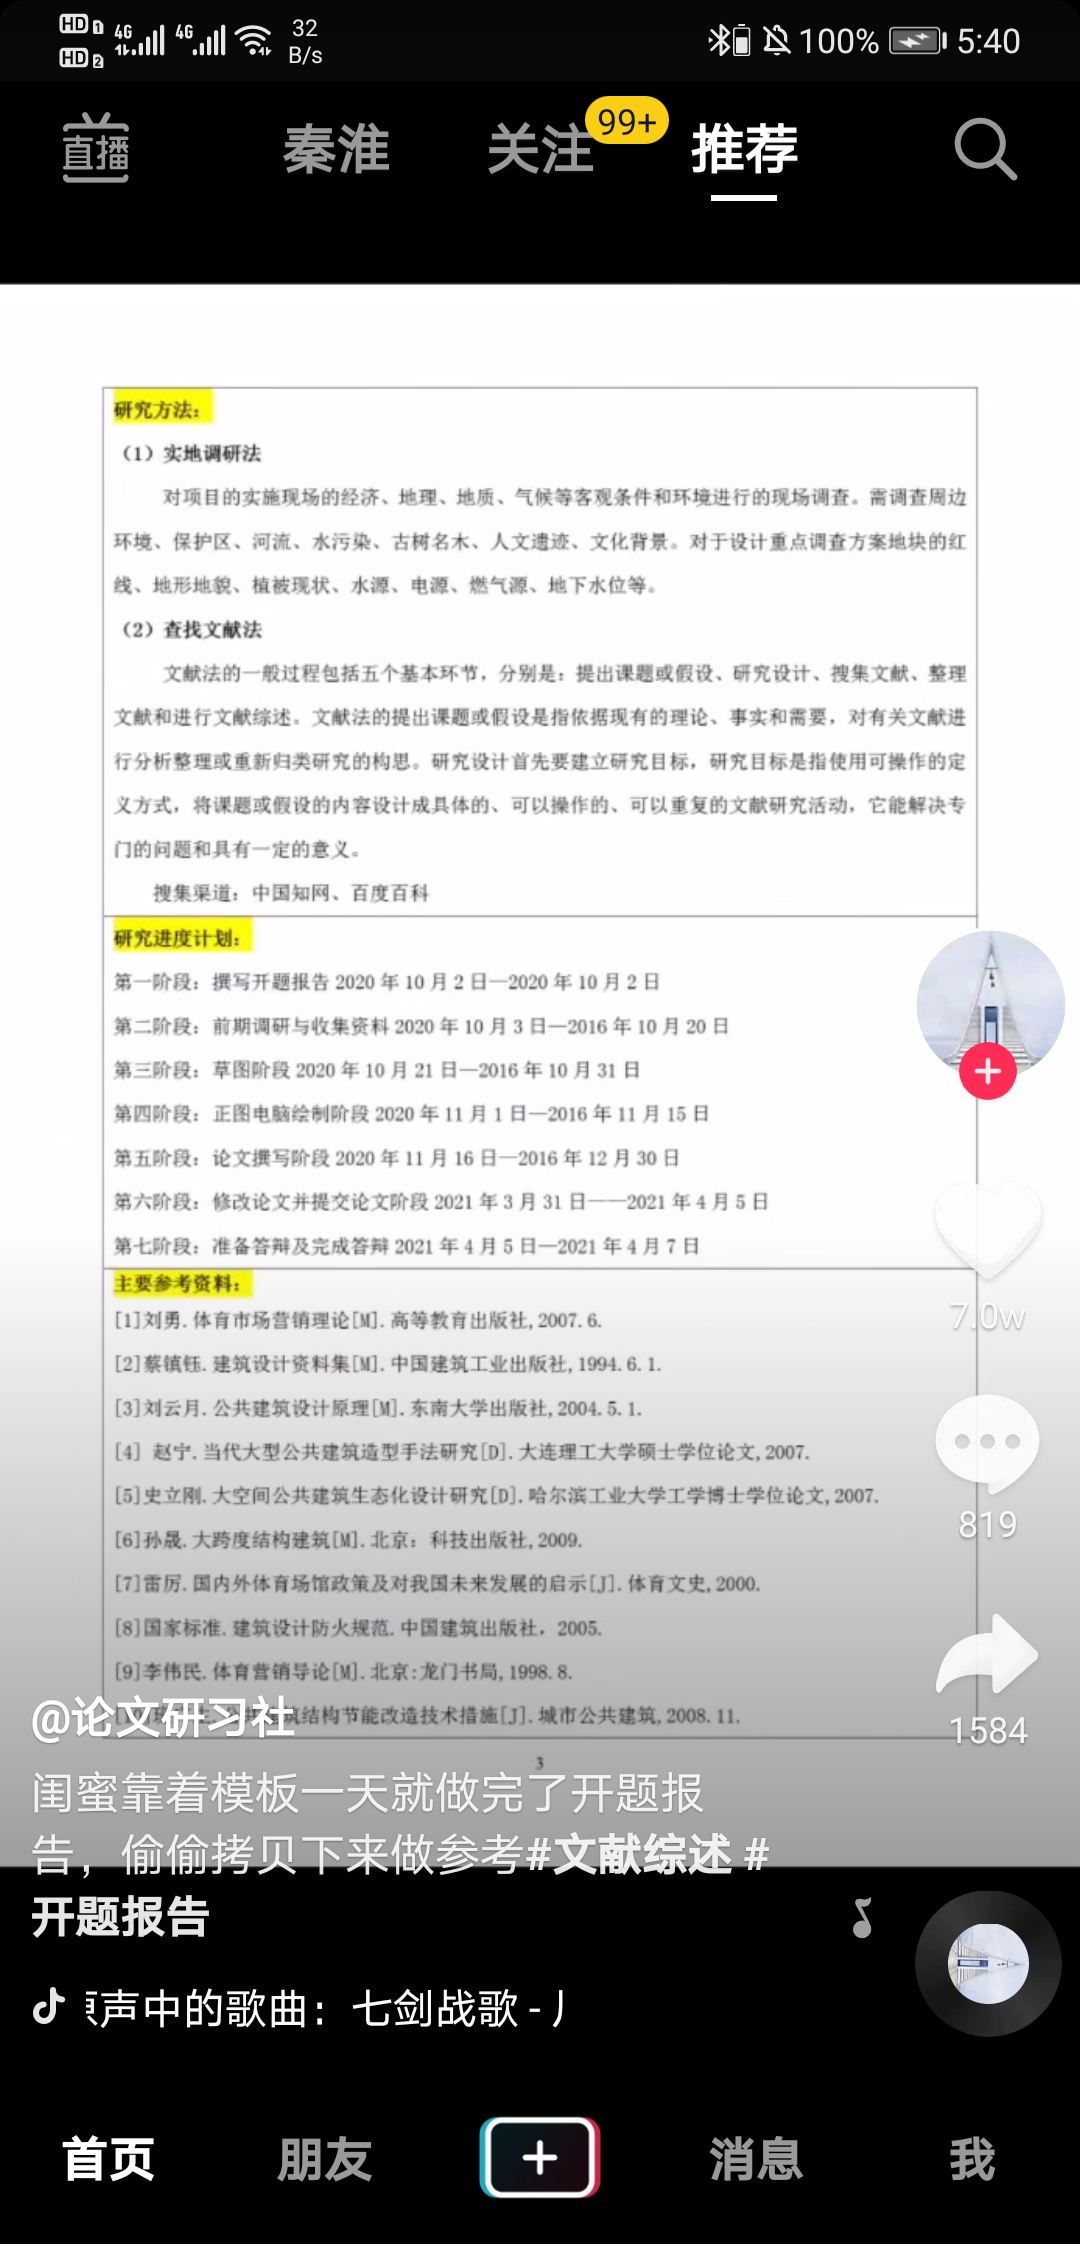 HD 1 4G 4G 32
HD 2 B/s
100% 5:40
直播 秦淮 关注 99+ 推荐
研究方法：
（1）实地调研法
对项目的实施现场的经济、地理、地质、气候等客观条件和环境进行的现场调查。需调查周边
环境、保护区、河流、水污染、古树名木、人文遗迹、文化背景。对于设计重点调查方案地块的红
线、地形地貌、植被现状、水源、电源、燃气源、地下水位等。
（2）查找文献法
文献法的一般过程包括五个基本环节，分别是：提出课题或假设、研究设计、搜集文献、整理
文献和进行文献综述。文献法的提出课题或假设是指依据现有的理论、事实和需要，对有关文献进
行分析整理或重新归类研究的构思。研究设计首先要建立研究目标，研究目标是指使用可操作的定
义方式，将课题或假设的内容设计成具体的、可以操作的、可以重复的文献研究活动，它能解决专
门的问题和具有一定的意义。
搜集渠道：中国知网、百度百科
研究进度计划：
第一阶段：撰写开题报告 2020 年 10 月 2 日—2020 年 10 月 2 日
第二阶段：前期调研与收集资料 2020 年 10 月 3 日—2016 年 10 月 20 日
第三阶段：草图阶段 2020 年 10 月 21 日—2016 年 10 月 31 日
第四阶段：正图电脑绘制阶段 2020 年 11 月 1 日—2016 年 11 月 15 日
第五阶段：论文撰写阶段 2020 年 11 月 16 日—2016 年 12 月 30 日
第六阶段：修改论文并提交论文阶段 2021 年 3 月 31 日——2021 年 4 月 5 日
第七阶段：准备答辩及完成答辩 2021 年 4 月 5 日—2021 年 4 月 7 日
主要参考资料：
[1]刘勇.体育市场营销理论[M].高等教育出版社,2007.6.
[2]蔡镇钰.建筑设计资料集[M].中国建筑工业出版社,1994.6.1.
[3]刘云月.公共建筑设计原理[M].东南大学出版社,2004.5.1.
[4] 赵宁.当代大型公共建筑造型手法研究[D].大连理工大学硕士学位论文,2007.
[5]史立刚.大空间公共建筑生态化设计研究[D].哈尔滨工业大学工学博士学位论文,2007.
[6]孙晟.大跨度结构建筑[M].北京：科技出版社,2009.
[7]雷厉.国内外体育场馆政策及对我国未来发展的启示[J].体育文史,2000.
[8]国家标准.建筑设计防火规范.中国建筑出版社，2005.
[9]李伟民.体育营销导论[M].北京:龙门书局,1998.8.
结构节能改造技术措施[J].城市公共建筑,2008.11.
3
7.0w
819
1584
@论文研习社
闺蜜靠着模板一天就做完了开题报
告，偷偷拷贝下来做参考#文献综述 #
开题报告
声中的歌曲：七剑战歌 -
首页 朋友 消息 我